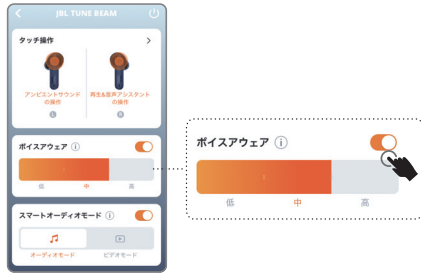 JBL TUNE BEAM
タッチ操作
アンビエントサウンド
の操作
再生&音声アシスタント
の操作
L
R
ボイスアウェア
低 中 高
スマートオーディオモード
オーディオモード ビデオモード
ボイスアウェア
低 中 高